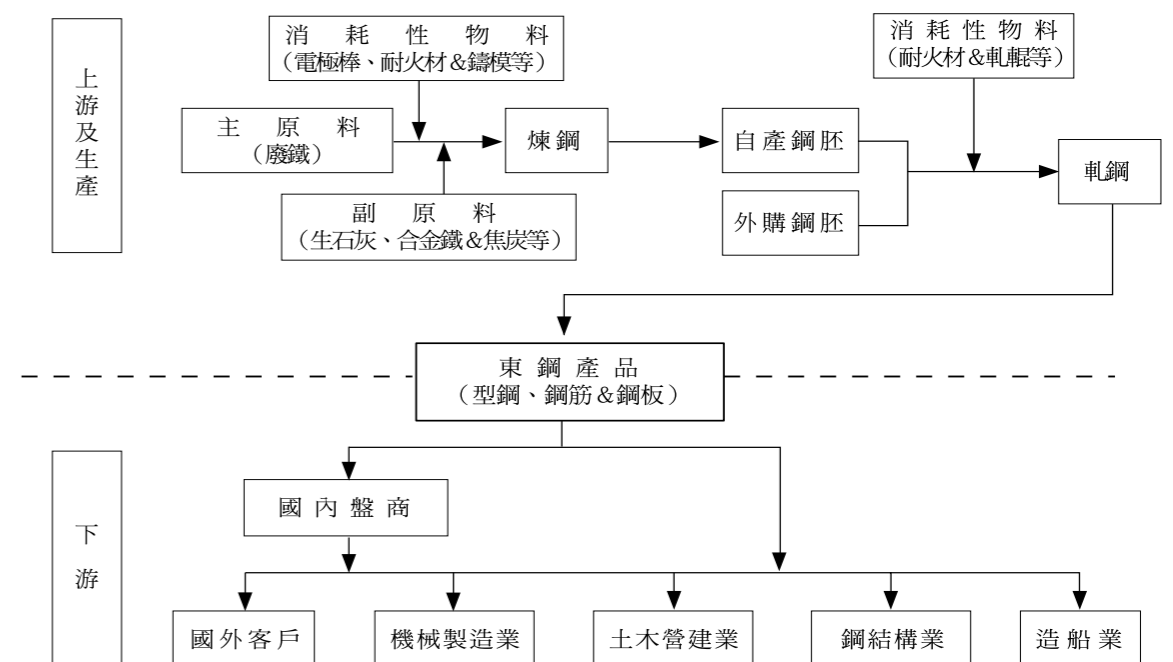 上游及生產
消耗性物料
（電極棒、耐火材＆鑄模等）
消耗性物料
（耐火材＆軋輥等）
主原料
（廢鐵）
煉鋼
自產鋼胚
軋鋼
副原料
（生石灰、合金鐵＆焦炭等）
外購鋼胚
東鋼產品
（型鋼、鋼筋＆鋼板）
下游
國內盤商
國外客戶
機械製造業
土木營建業
鋼結構業
造船業